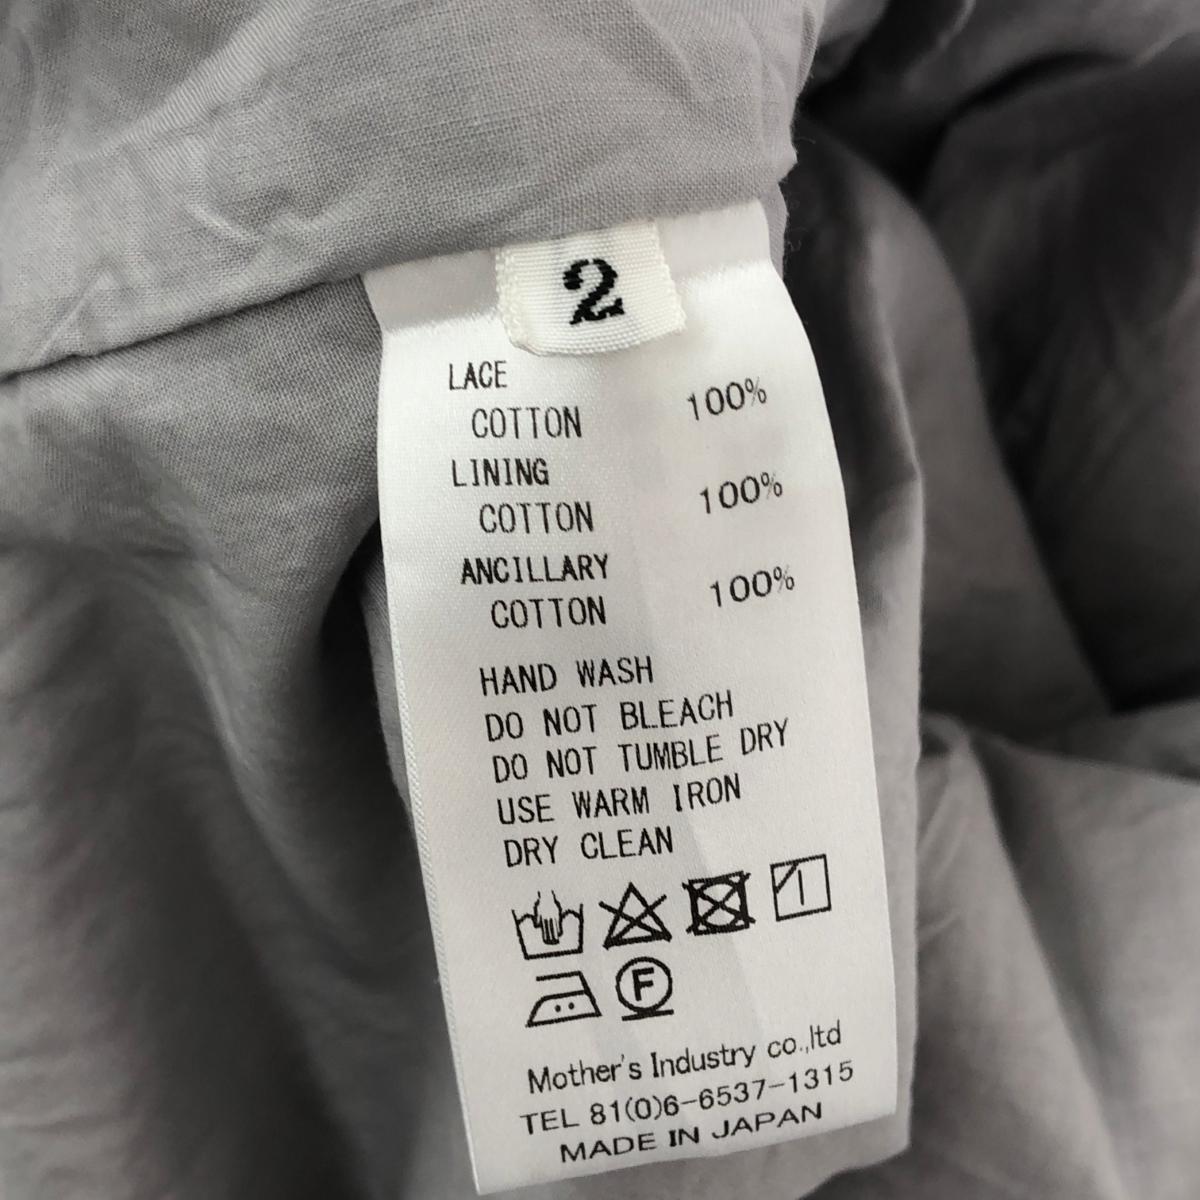 2
LACE
COTTON 100%
LINING
COTTON 100%
ANCILLARY
COTTON 100%
HAND WASH
DO NOT BLEACH
DO NOT TUMBLE DRY
USE WARM IRON
DRY CLEAN
F
Mother's Industry co.,ltd
TEL 81(0)6-6537-1315
MADE IN JAPAN